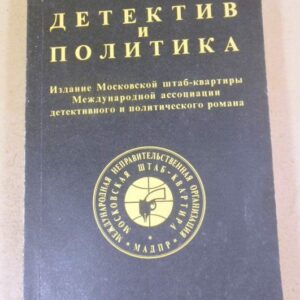 ДЕТЕКТИВ
и
ПОЛИТИКА
Издание Московской штаб-квартиры
Международной ассоциации
детективного и политического романа
МЕЖДУНАРОДНАЯ НЕПРАВИТЕЛЬСТВЕННАЯ ОРГАНИЗАЦИЯ
МОСКОВСКАЯ ШТАБ-КВАРТИРА
МАДПР